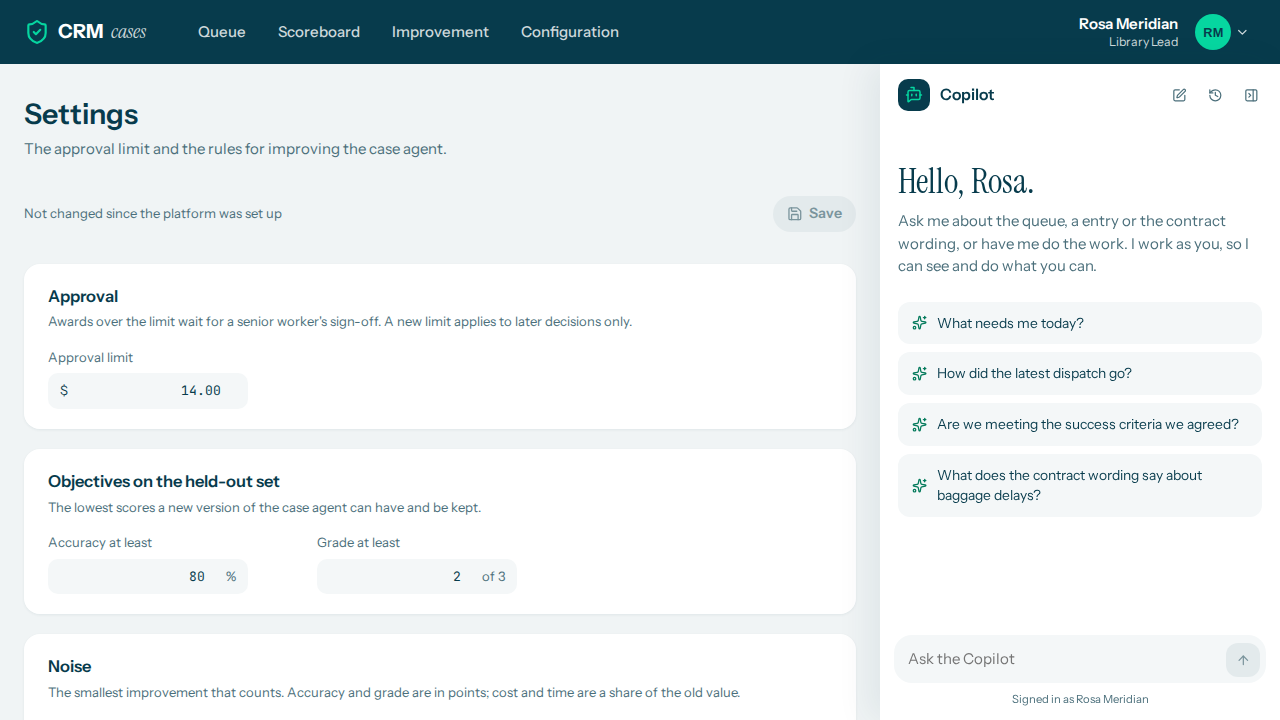 CRM cases
Queue
Scoreboard
Improvement
Configuration
Rosa Meridian
Library Lead
RM
Settings
The approval limit and the rules for improving the case agent.
Not changed since the platform was set up
Save
Approval
Awards over the limit wait for a senior worker's sign-off. A new limit applies to later decisions only.
Approval limit
$ 14.00
Objectives on the held-out set
The lowest scores a new version of the case agent can have and be kept.
Accuracy at least
Grade at least
80 %
2 of 3
Noise
The smallest improvement that counts. Accuracy and grade are in points; cost and time are a share of the old value.
Copilot
Hello, Rosa.
Ask me about the queue, a entry or the contract
wording, or have me do the work. I work as you, so I
can see and do what you can.
What needs me today?
How did the latest dispatch go?
Are we meeting the success criteria we agreed?
What does the contract wording say about
baggage delays?
Ask the Copilot
Signed in as Rosa Meridian